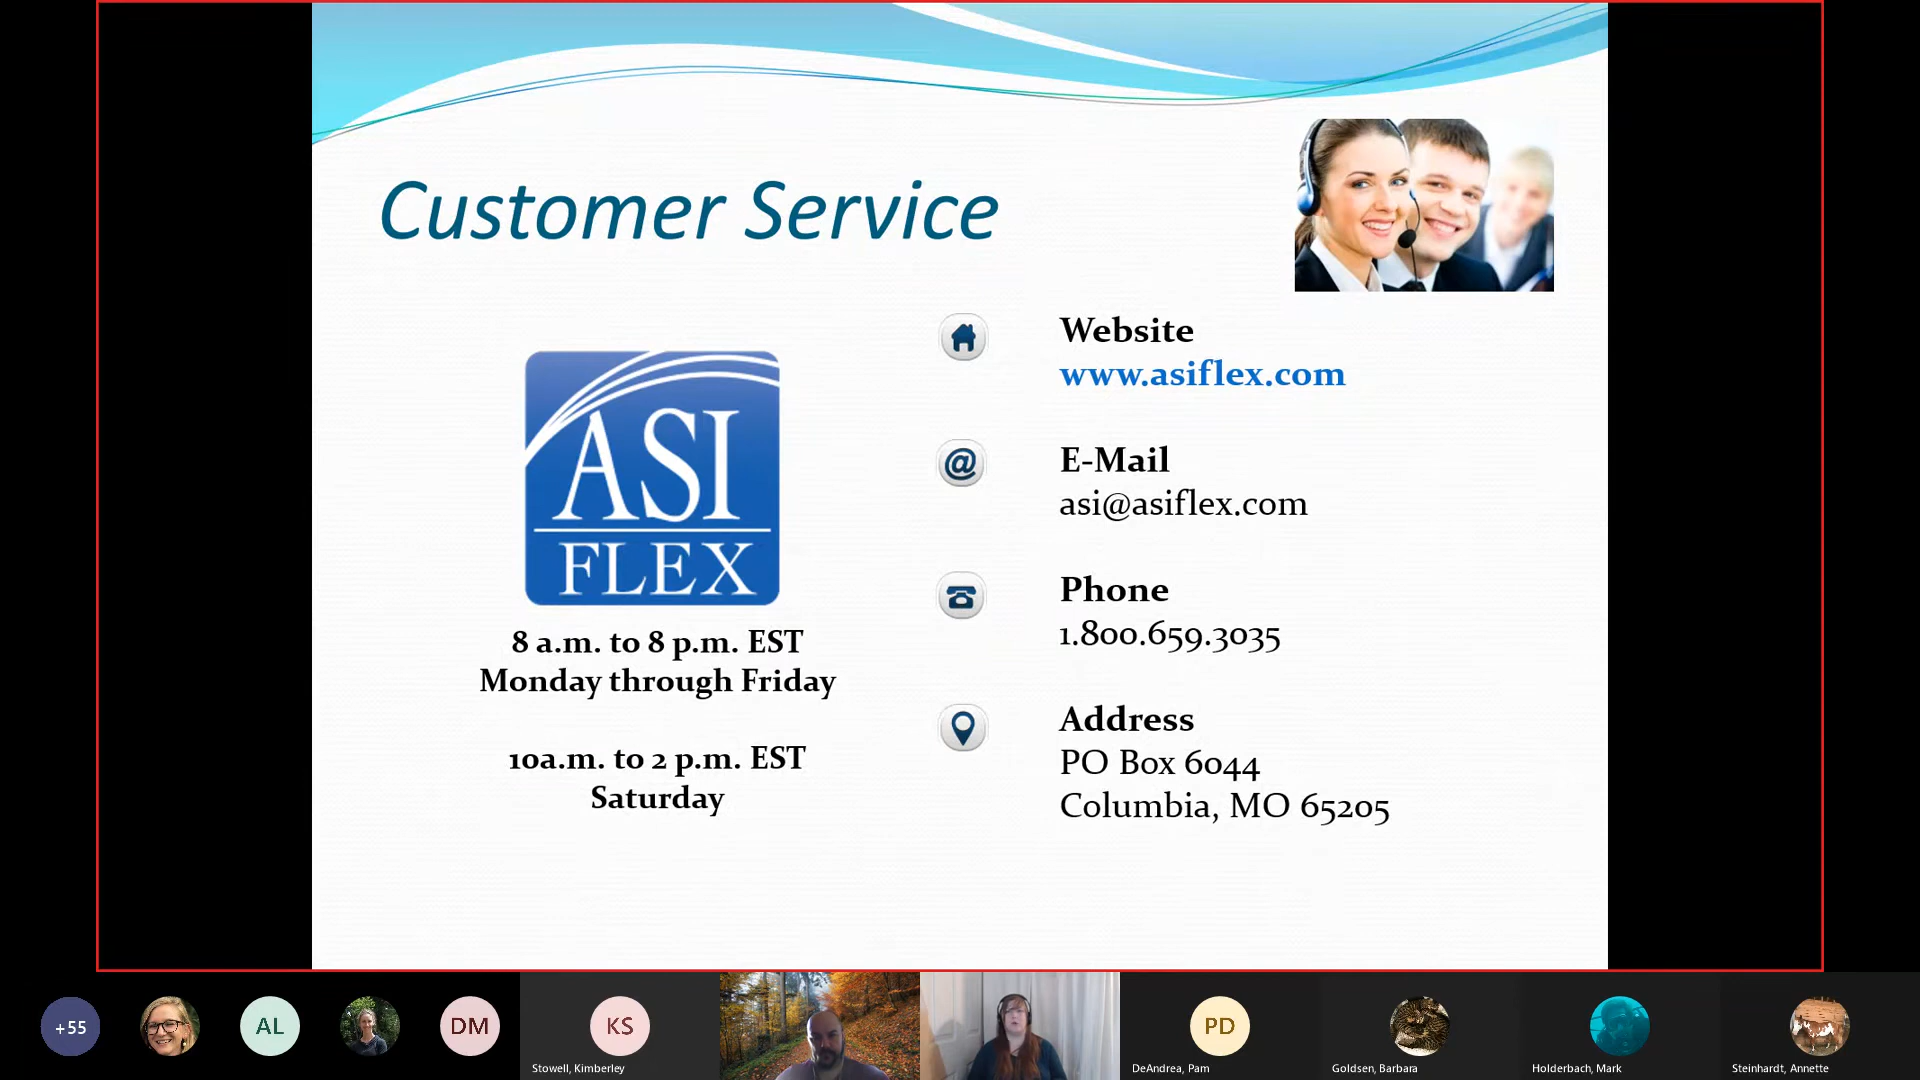 Customer Service
ASI
FLEX
8 a.m. to 8 p.m. EST
Monday through Friday
10a.m. to 2 p.m. EST
Saturday
Website
www.asiflex.com
E-Mail
asi@asiflex.com
Phone
1.800.659.3035
Address
PO Box 6044
Columbia, MO 65205
+55
AL
DM
KS
Stowell, Kimberley
PD
DeAndrea, Pam
Goldsen, Barbara
Holderbach, Mark
Steinhardt, Annette